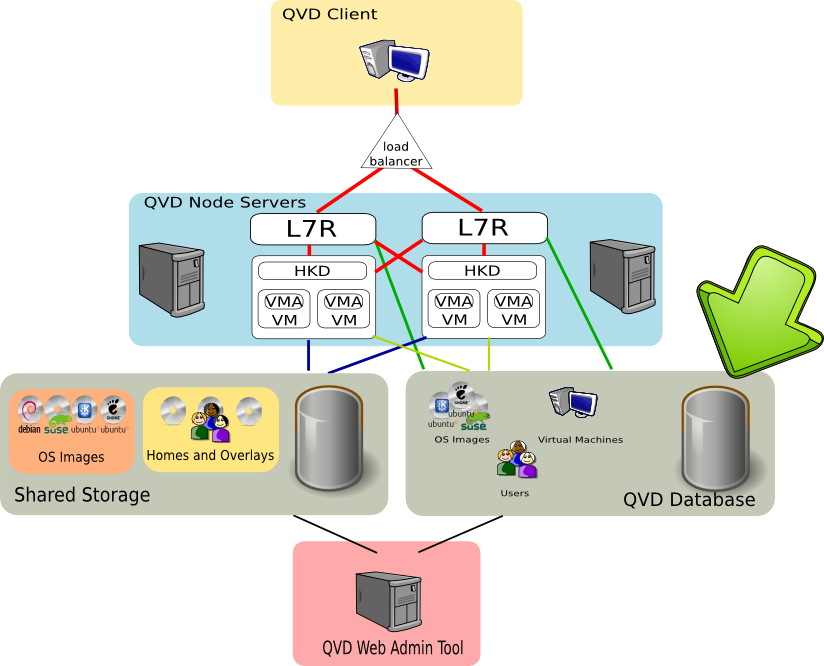 QVD Client
load
balancer
QVD Node Servers
L7R
L7R
HKD
HKD
VMA
VM
VMA
VM
VMA
VM
VMA
VM
debian
suse
ubuntu
ubuntu
OS Images
Homes and Overlays
Shared Storage
GNOME
ubuntu
ubuntu
suse
OS Images
Virtual Machines
Users
QVD Database
QVD Web Admin Tool